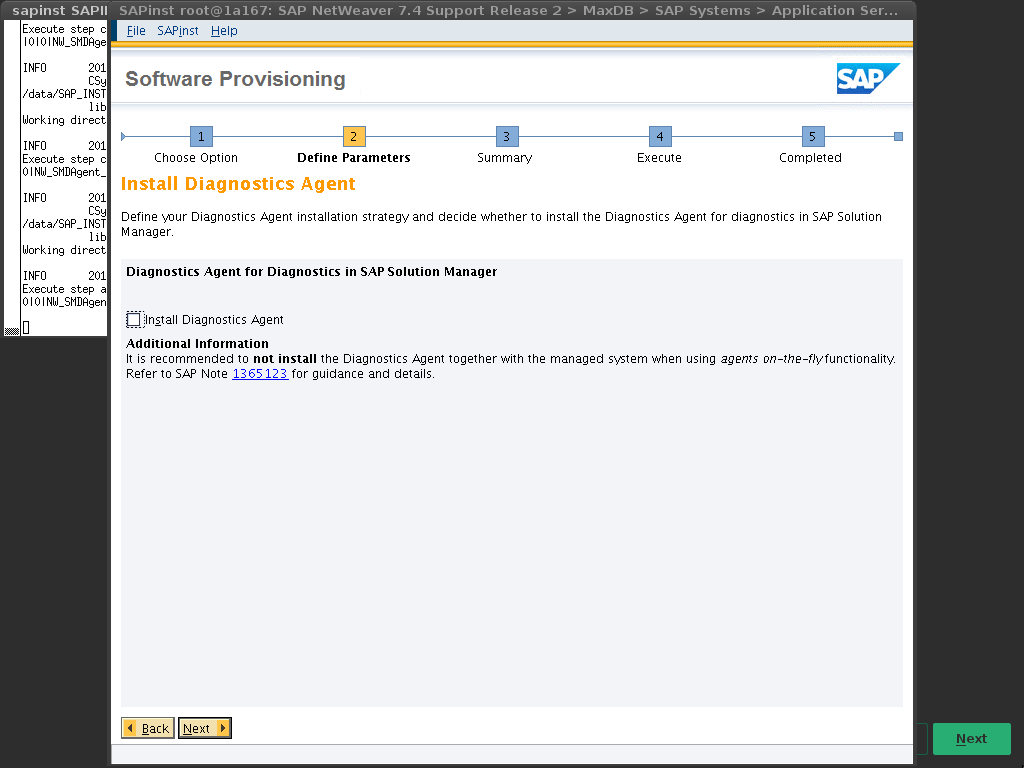 sapinst SAPI
SAPinst root@1a167: SAP NetWeaver 7.4 Support Release 2 > MaxDB > SAP Systems > Application Ser...
Execute step c
|0|0|NW_SMDAge
INFO 201
CSy
/data/SAP_INST
lib
Working direct
INFO 201
Execute step c
0|NW_SMDAgent_
INFO 201
CSy
/data/SAP_INST
lib
Working direct
INFO 201
Execute step a
0|0|NW_SMDAgen
File SAPinst Help
Software Provisioning
SAP
1 2 3 4 5
Choose Option Define Parameters Summary Execute Completed
Install Diagnostics Agent
Define your Diagnostics Agent installation strategy and decide whether to install the Diagnostics Agent for diagnostics in SAP Solution
Manager.
Diagnostics Agent for Diagnostics in SAP Solution Manager
Install Diagnostics Agent
Additional Information
It is recommended to not install the Diagnostics Agent together with the managed system when using agents on-the-fly functionality.
Refer to SAP Note 1365123 for guidance and details.
Back Next
Next